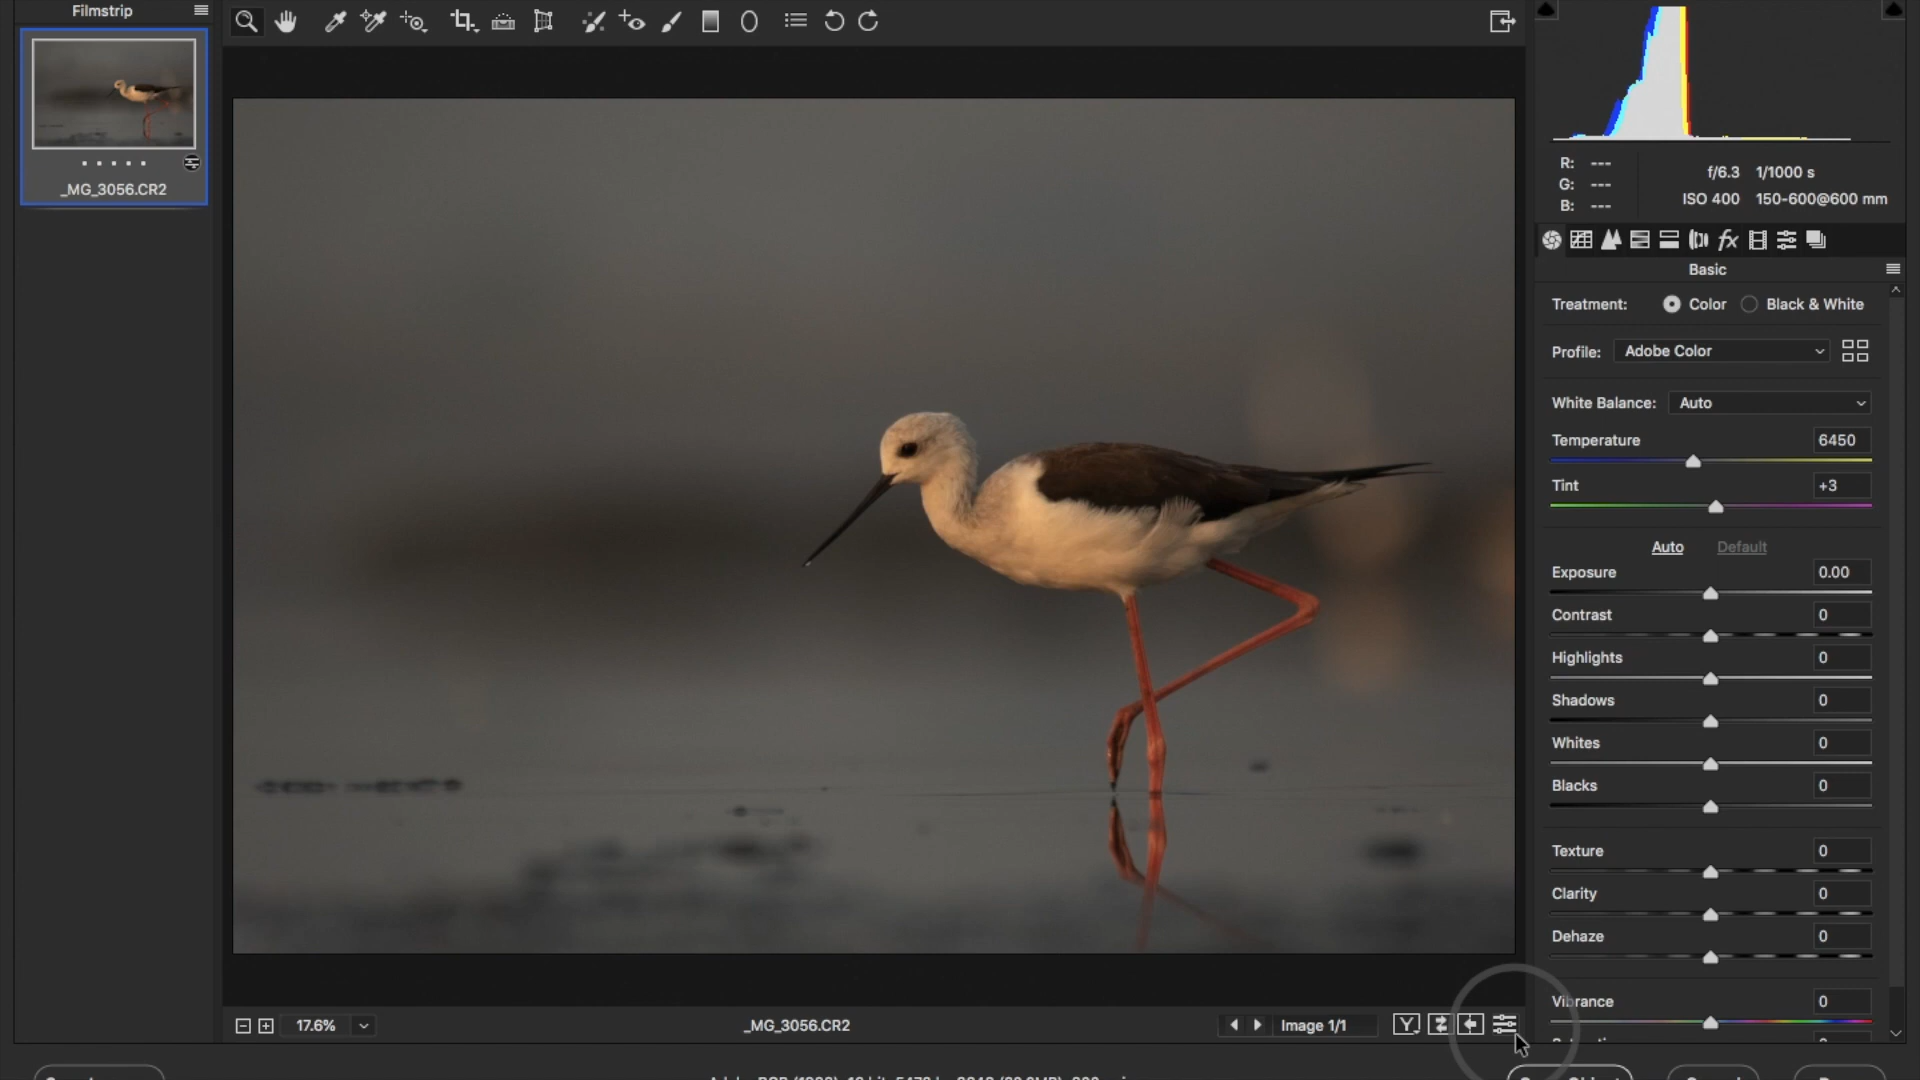 Filmstrip
_MG_3056.CR2
R: ---
G: ---
B: ---
f/6.3 1/1000 s
ISO 400 150-600@600 mm
fx
Basic
Treatment: Color Black & White
Profile: Adobe Color
White Balance: Auto
Temperature 6450
Tint +3
Auto Default
Exposure 0.00
Contrast 0
Highlights 0
Shadows 0
Whites 0
Blacks 0
Texture 0
Clarity 0
Dehaze 0
Vibrance 0
17.6%
_MG_3056.CR2
Image 1/1
Y